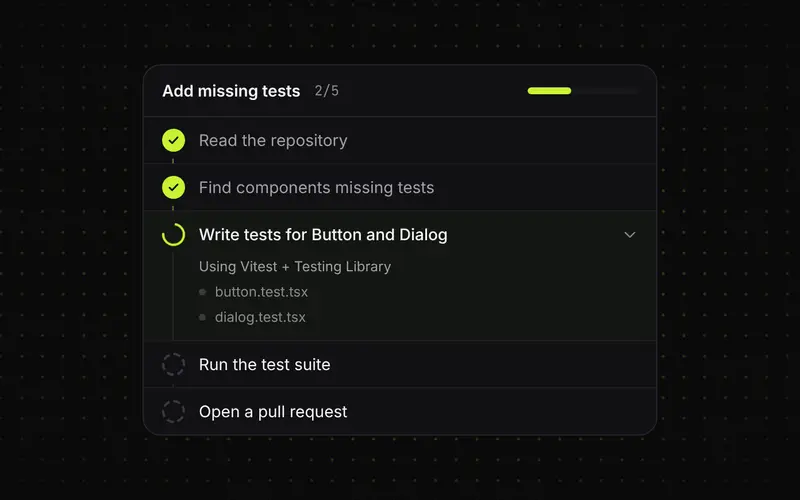 Add missing tests 2/5
Read the repository
Find components missing tests
Write tests for Button and Dialog
Using Vitest + Testing Library
button.test.tsx
dialog.test.tsx
Run the test suite
Open a pull request